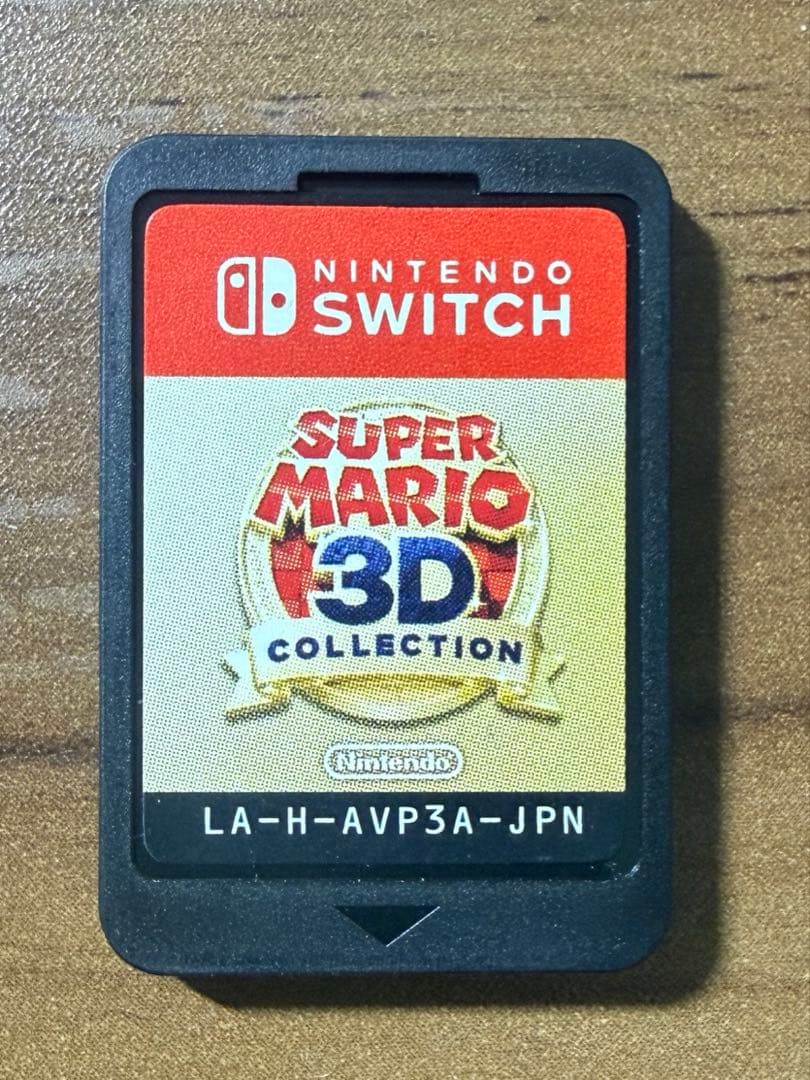 NINTENDO
SWITCH
SUPER
MARIO
3D
COLLECTION
Nintendo
LA-H-AVP3A-JPN